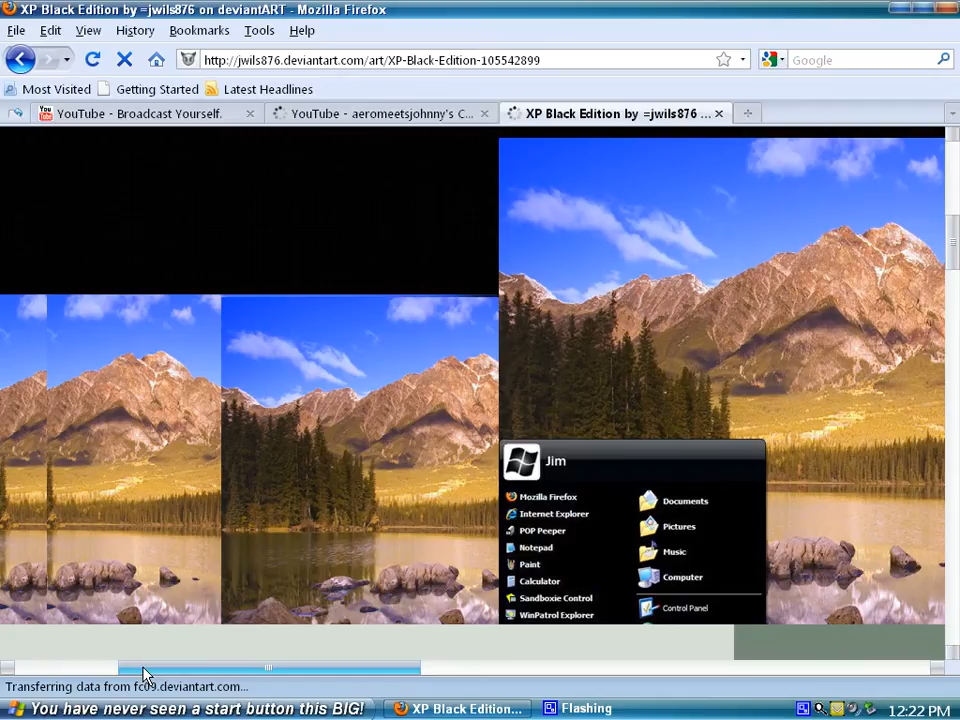 XP Black Edition by =jwils876 on deviantART - Mozilla Firefox
File Edit View History Bookmarks Tools Help
http://jwils876.deviantart.com/art/XP-Black-Edition-105542899
Google
Most Visited Getting Started Latest Headlines
YouTube - Broadcast Yourself. YouTube - aeromeetsjohnny's C... XP Black Edition by =jwils876 ...
Jim
Mozilla Firefox
Internet Explorer
POP Peeper
Notepad
Paint
Calculator
Sandboxie Control
WinPatrol Explorer
Documents
Pictures
Music
Computer
Control Panel
Transferring data from fc09.deviantart.com...
You have never seen a start button this BIG! XP Black Edition... Flashing 12:22 PM